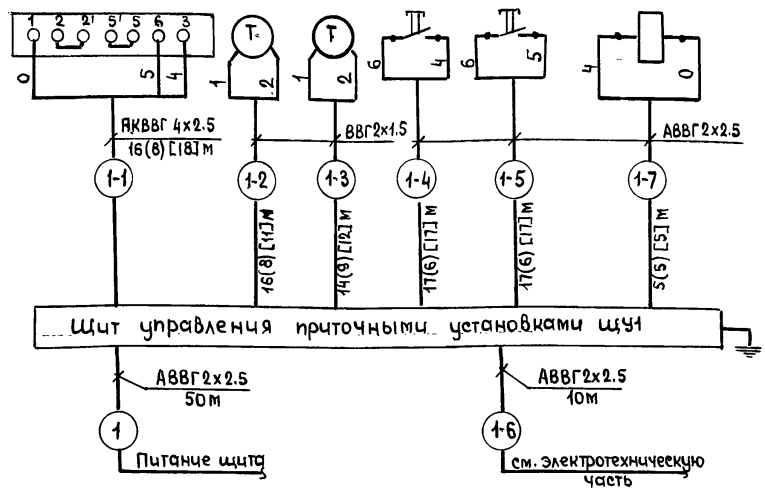 1 2 2' 5' 5 6 3
Т° Т
0 5 4 1 2 1 2 6 4 6 5 4 0
АКВВГ 4х2.5
16(8)[18]м
ВВГ2х1.5
АВВГ2х2.5
1-1 1-2 1-3 1-4 1-5 1-7
16(8)[11]м
14(9)[12]м
17(6)[17]м
17(6)[17]м
5(5)[5]м
Щит управления приточными установками ЩУ1
АВВГ2х2.5
50м
АВВГ2х2.5
10м
1
1-6
Питание щита
см. электротехническую
часть